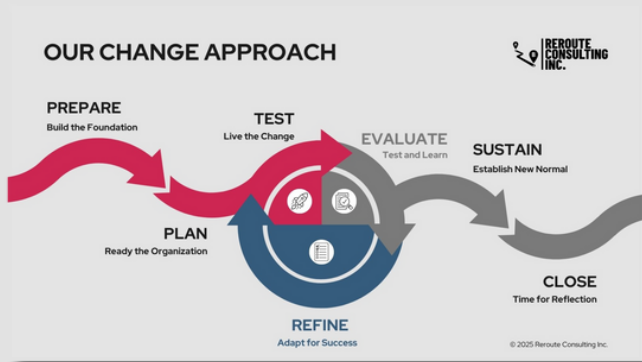 OUR CHANGE APPROACH
REROUTE
CONSULTING
INC.
PREPARE
Build the Foundation
TEST
Live the Change
EVALUATE
Test and Learn
SUSTAIN
Establish New Normal
PLAN
Ready the Organization
CLOSE
Time for Reflection
REFINE
Adapt for Success
© 2025 Reroute Consulting Inc.